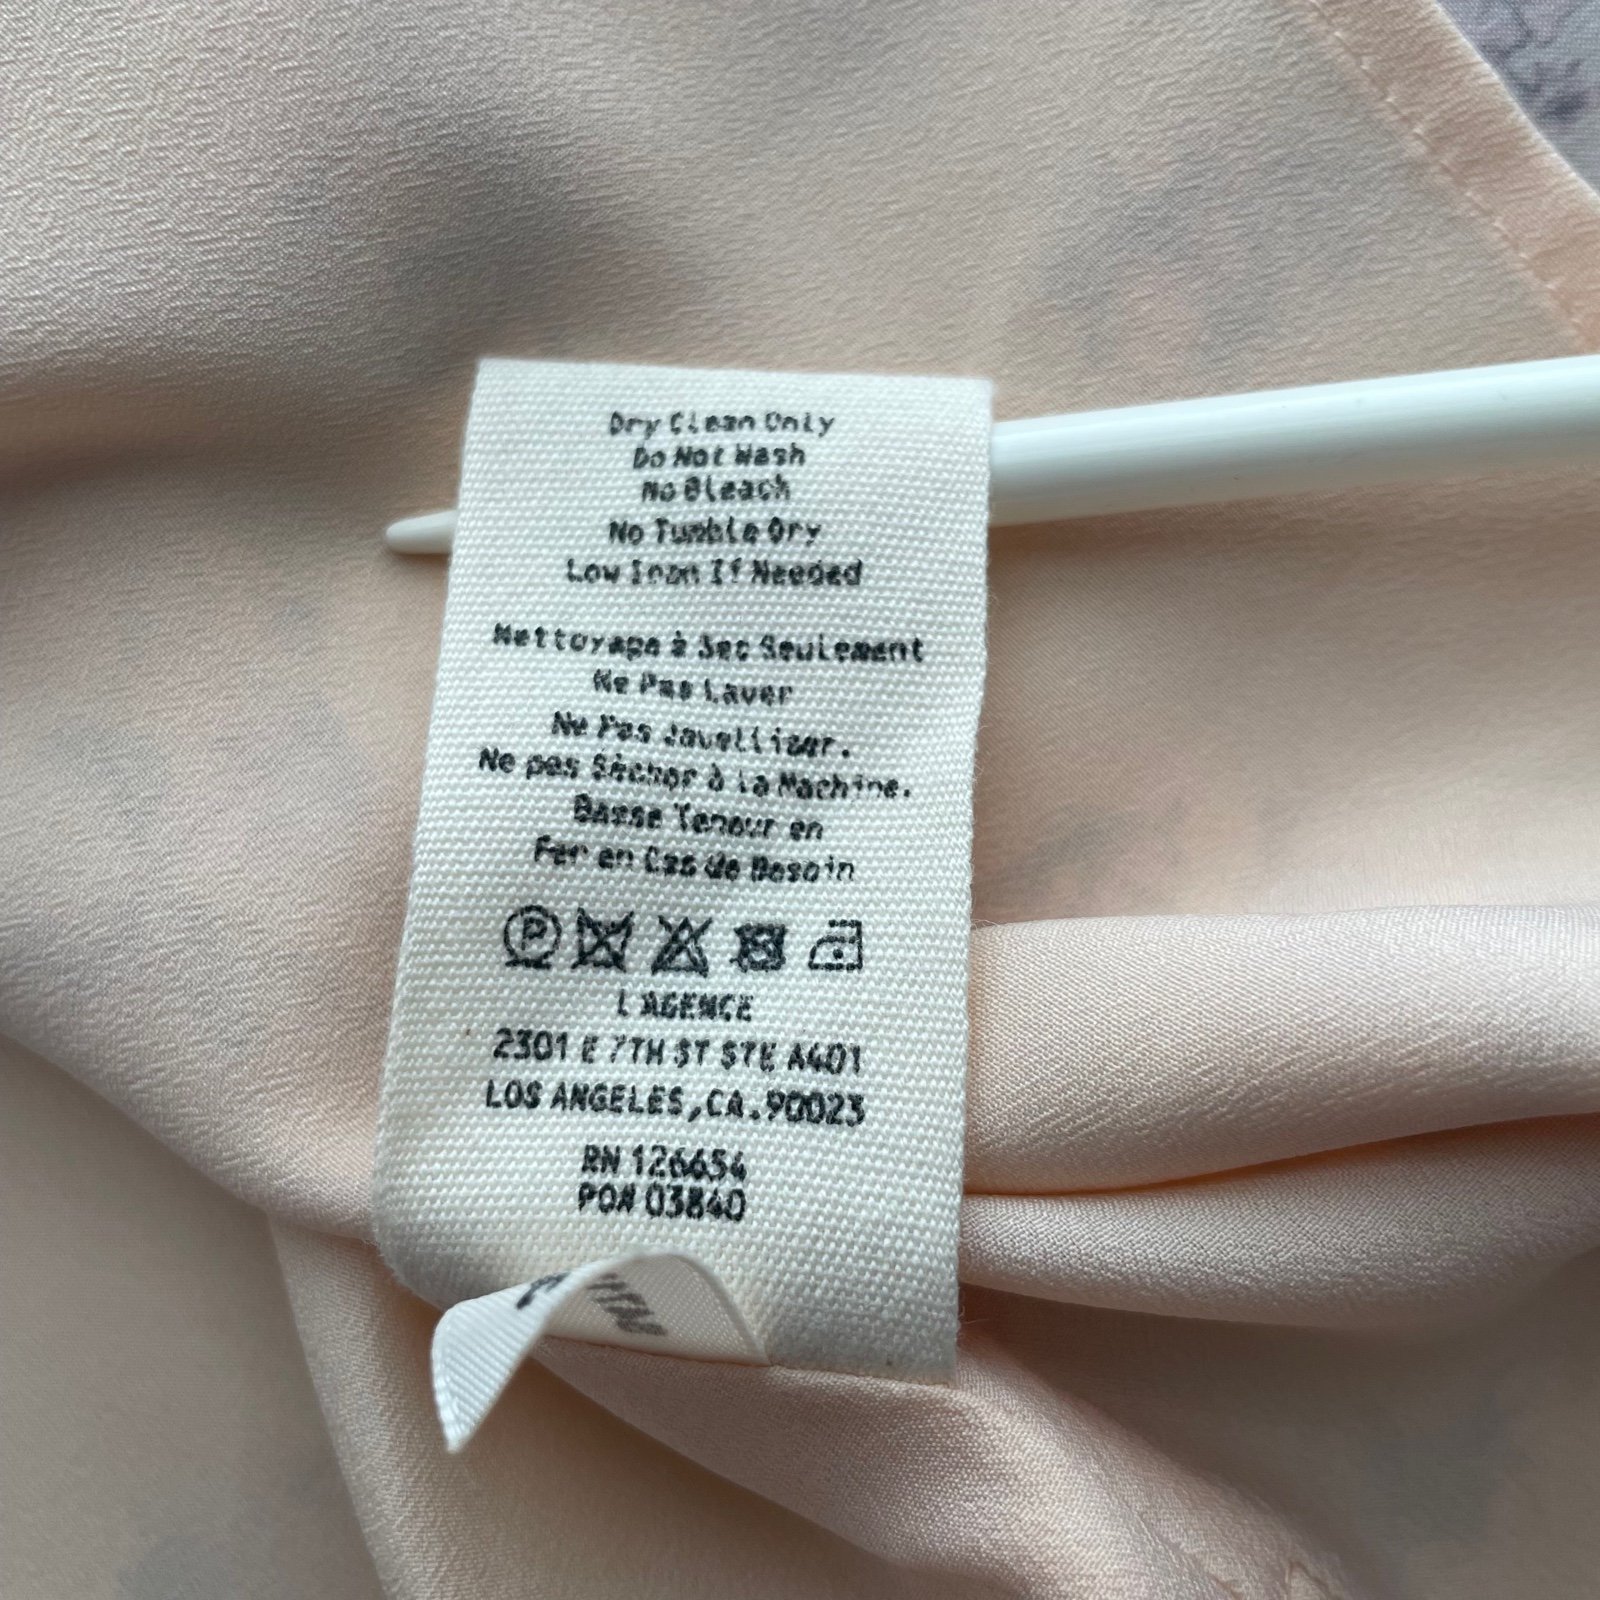 Dry Clean Only
Do Not Wash
No Bleach
No Tumble Dry
Low Iron If Needed
Nettoyage à Sec Seulement
Ne Pas Laver
Ne Pas Javelliser.
Ne pas Sécher à la Machine.
Basse Teneur en
Fer en Cas de Besoin
P
L'AGENCE
2301 E 7TH ST STE A401
LOS ANGELES,CA.90023
RN 126654
PON 03840